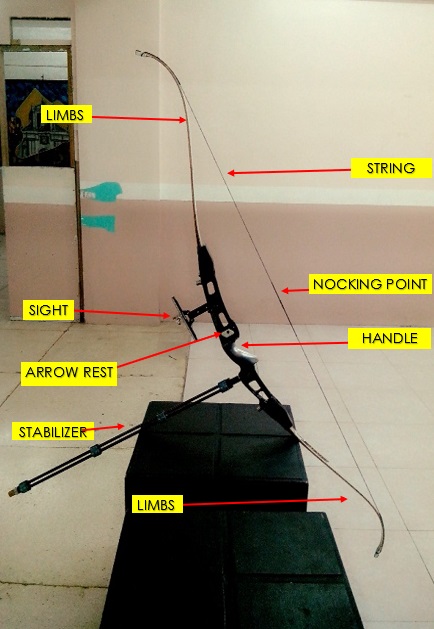 LIMBS
STRING
NOCKING POINT
SIGHT
HANDLE
ARROW REST
STABILIZER
LIMBS